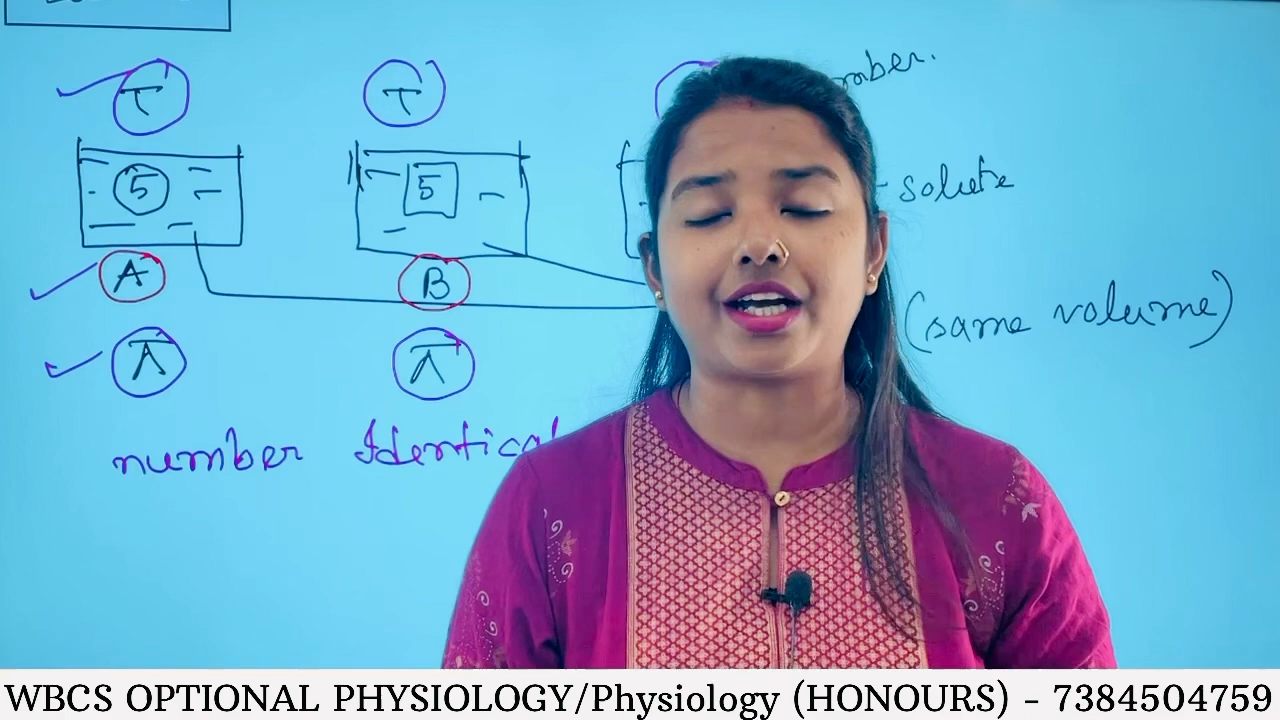 T T
5 5
solute
A B
(same volume)
π π
number Identical
WBCS OPTIONAL PHYSIOLOGY/Physiology (HONOURS) - 7384504759